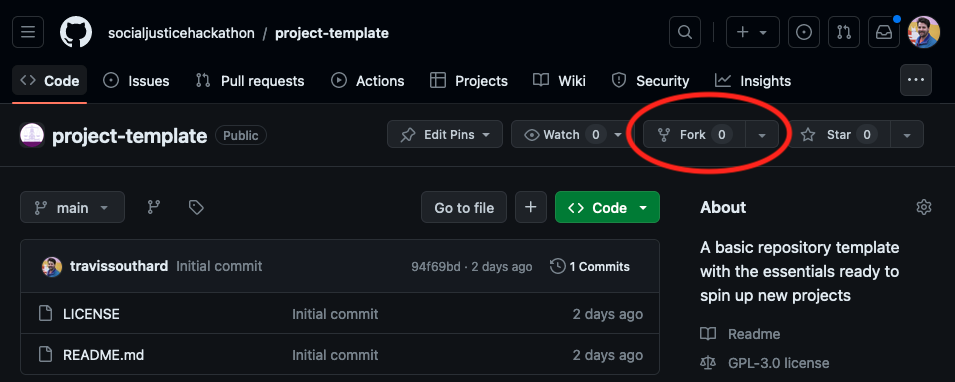 socialjusticehackathon / project-template
Code Issues Pull requests Actions Projects Wiki Security Insights
project-template Public Edit Pins Watch 0 Fork 0 Star 0
main Go to file Code About
A basic repository template
with the essentials ready to
spin up new projects
travissouthard Initial commit 94f69bd · 2 days ago 1 Commits
LICENSE Initial commit 2 days ago
README.md Initial commit 2 days ago
Readme
GPL-3.0 license